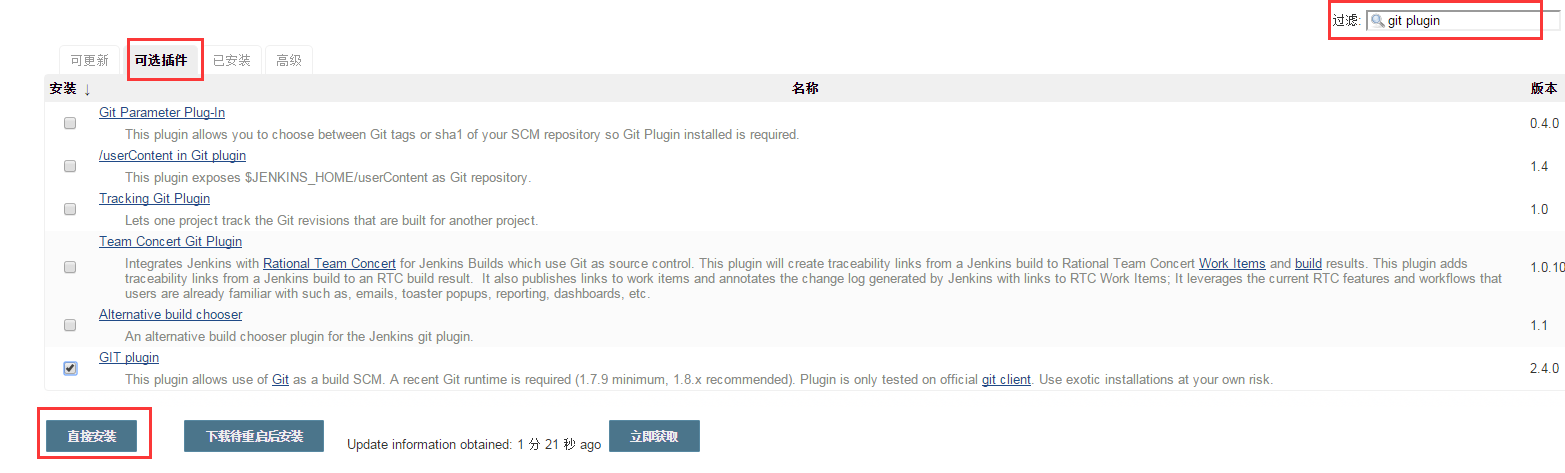 过滤: git plugin
可更新 可选插件 已安装 高级
安装 ↓ 名称 版本
Git Parameter Plug-In
This plugin allows you to choose between Git tags or sha1 of your SCM repository so Git Plugin installed is required. 0.4.0
/userContent in Git plugin
This plugin exposes $JENKINS_HOME/userContent as Git repository. 1.4
Tracking Git Plugin
Lets one project track the Git revisions that are built for another project. 1.0
Team Concert Git Plugin
Integrates Jenkins with Rational Team Concert for Jenkins Builds which use Git as source control. This plugin will create traceability links from a Jenkins build to Rational Team Concert Work Items and build results. This plugin adds
traceability links from a Jenkins build to an RTC build result. It also publishes links to work items and annotates the change log generated by Jenkins with links to RTC Work Items; It leverages the current RTC features and workflows that 1.0.10
users are already familiar with such as, emails, toaster popups, reporting, dashboards, etc.
Alternative build chooser
An alternative build chooser plugin for the Jenkins git plugin. 1.1
GIT plugin
This plugin allows use of Git as a build SCM. A recent Git runtime is required (1.7.9 minimum, 1.8.x recommended). Plugin is only tested on official git client. Use exotic installations at your own risk. 2.4.0
直接安装 下载待重启后安装 Update information obtained: 1 分 21 秒 ago 立即获取